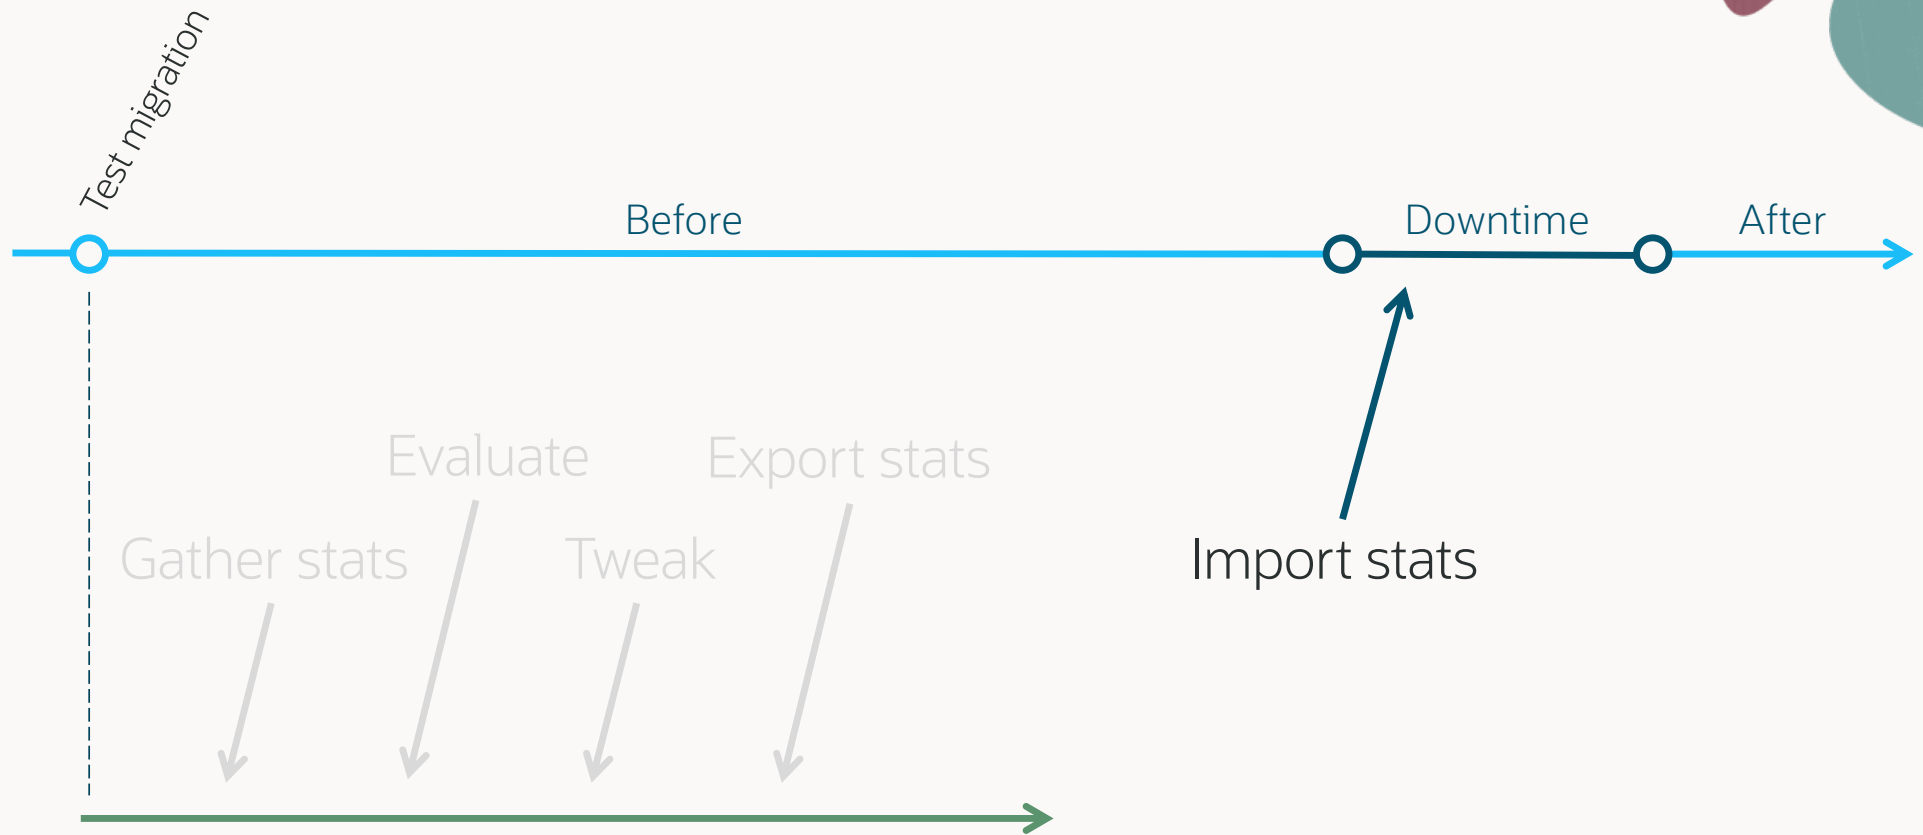 Test migration
Before
Downtime
After
Evaluate
Export stats
Gather stats
Tweak
Import stats